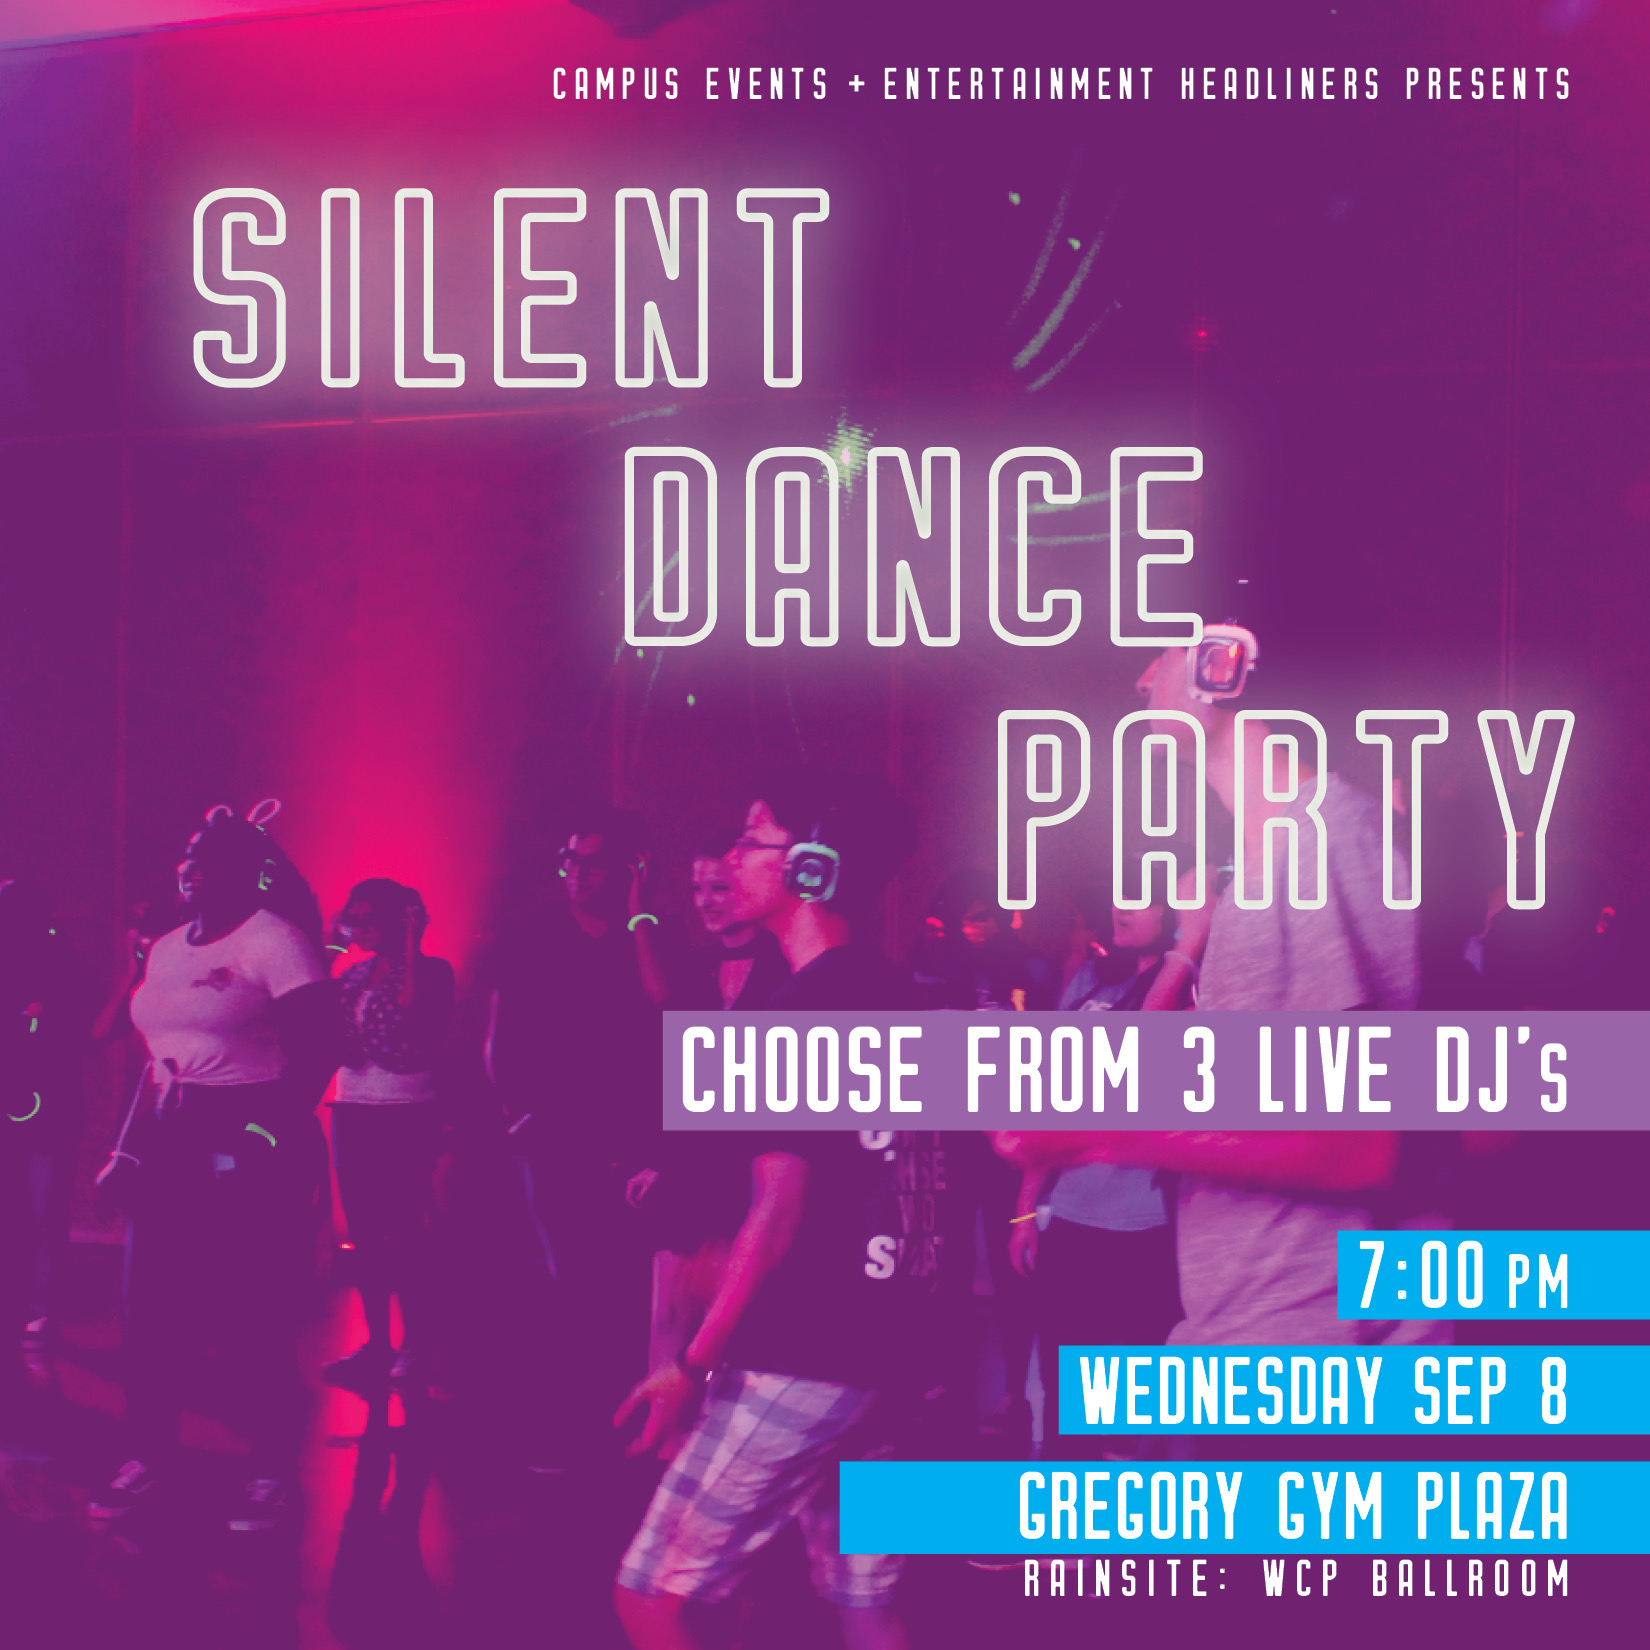 CAMPUS EVENTS + ENTERTAINMENT HEADLINERS PRESENTS
SILENT
DANCE
PARTY
CHOOSE FROM 3 LIVE DJ's
7:00 PM
WEDNESDAY SEP 8
GREGORY GYM PLAZA
RAINSITE: WCP BALLROOM